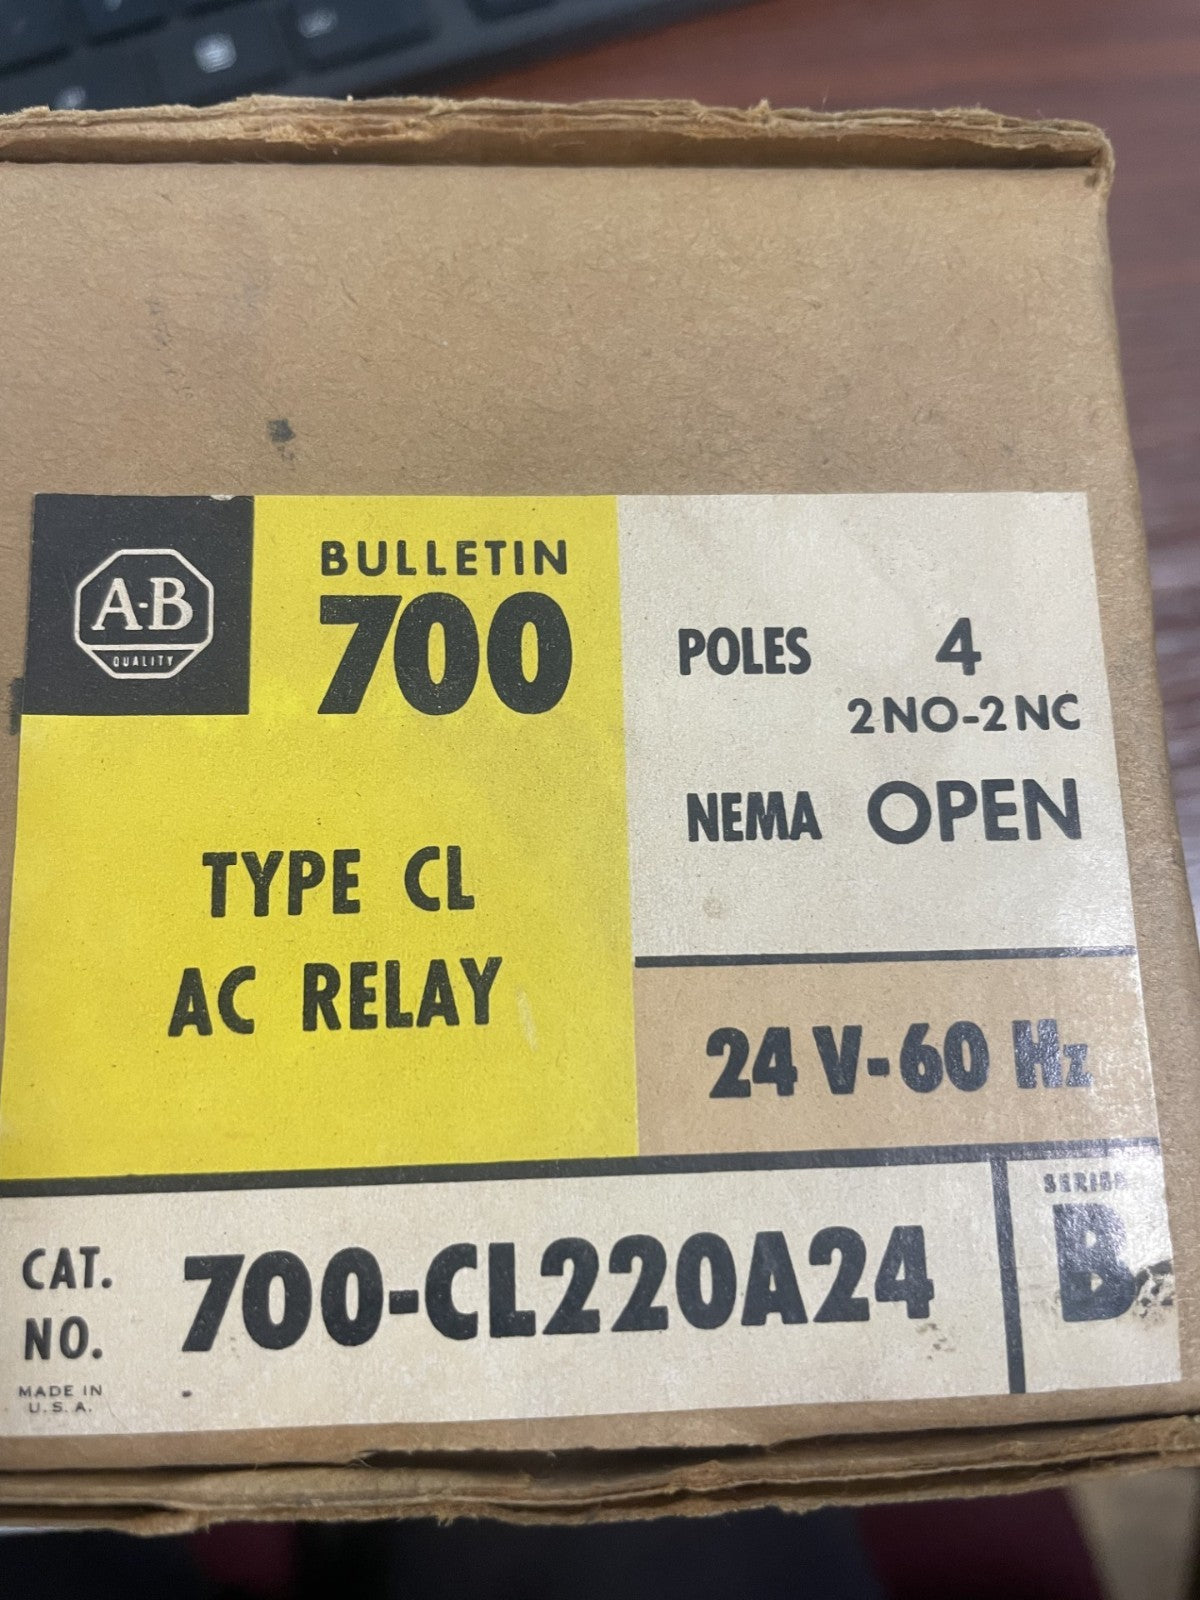 A-B
QUALITY
BULLETIN
700
TYPE CL
AC RELAY
POLES 4
2 NO-2 NC
NEMA OPEN
24 V-60 Hz
CAT. NO. 700-CL220A24
SERIES
B
MADE IN
U.S.A.